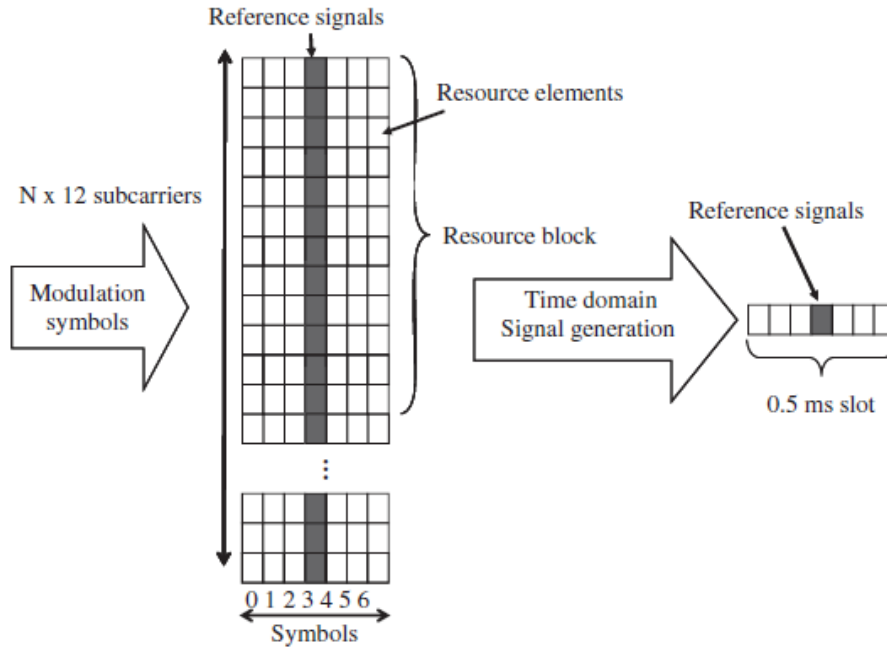 Reference signals
Resource elements
N x 12 subcarriers
Reference signals
Resource block
Modulation
symbols
Time domain
Signal generation
0.5 ms slot
...
0 1 2 3 4 5 6
Symbols